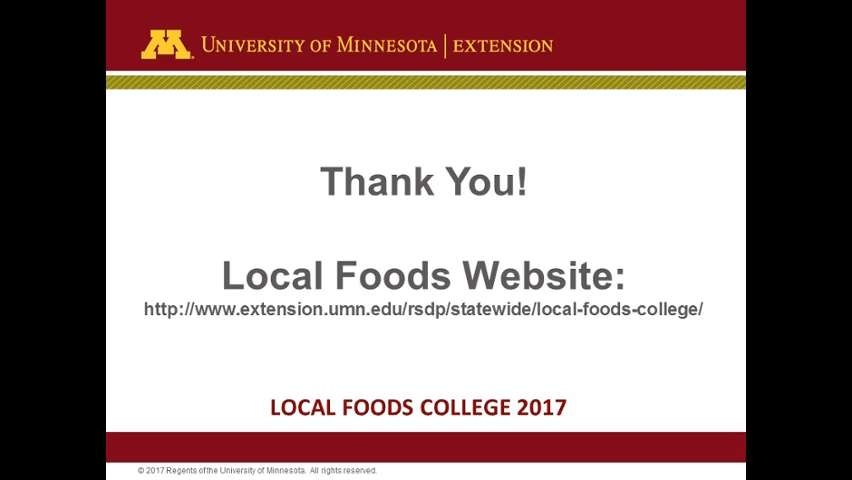 UNIVERSITY OF MINNESOTA | EXTENSION
Thank You!
Local Foods Website:
http://www.extension.umn.edu/rsdp/statewide/local-foods-college/
LOCAL FOODS COLLEGE 2017
© 2017 Regents of the University of Minnesota. All rights reserved.